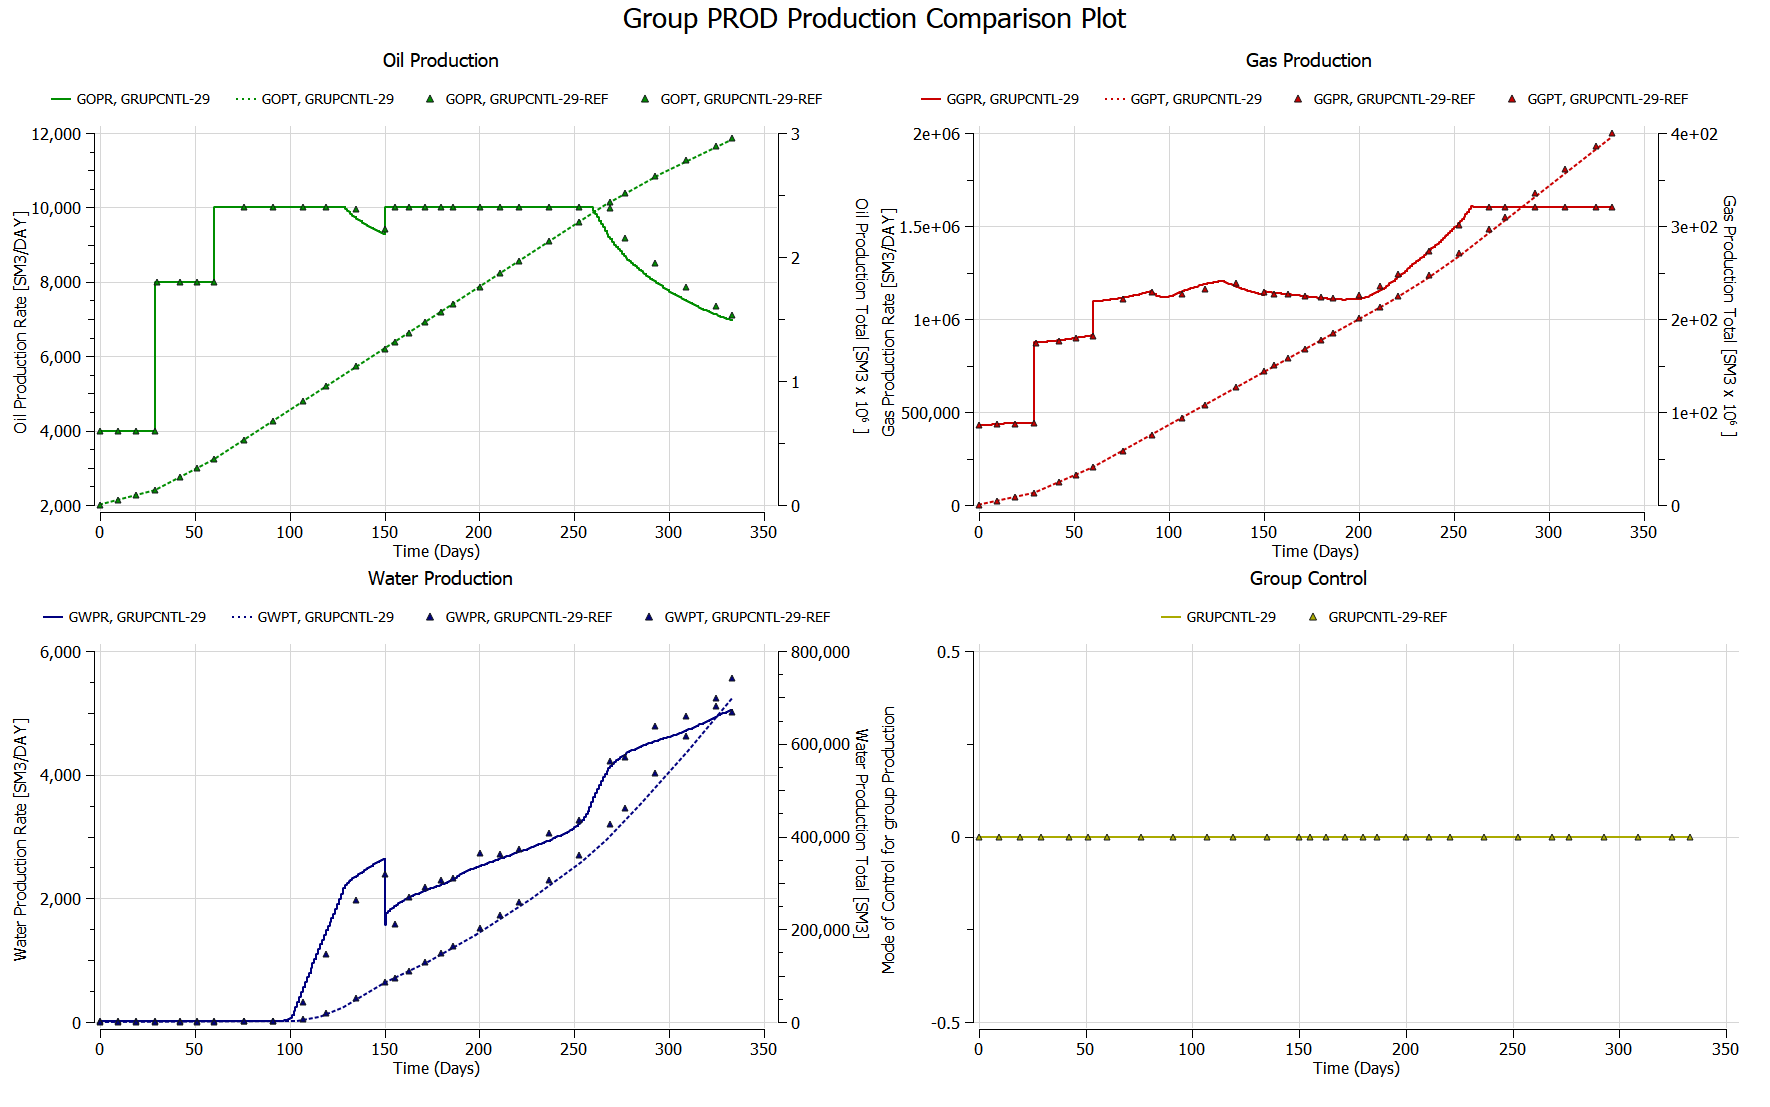 Group PROD Production Comparison Plot
Oil Production
GOPR, GRUPCNTL-29 GOPT, GRUPCNTL-29 GOPR, GRUPCNTL-29-REF GOPT, GRUPCNTL-29-REF
12,000
10,000
8,000
6,000
4,000
2,000
Oil Production Rate [SM3/DAY]
3
2
1
0
Oil Production Total [SM3 x 10⁶ ]
0 50 100 150 200 250 300 350
Time (Days)
Gas Production
GGPR, GRUPCNTL-29 GGPT, GRUPCNTL-29 GGPR, GRUPCNTL-29-REF GGPT, GRUPCNTL-29-REF
2e+06
1.5e+06
1e+06
500,000
0
Gas Production Rate [SM3/DAY]
4e+02
3e+02
2e+02
1e+02
0
Gas Production Total [SM3 x 10⁶ ]
0 50 100 150 200 250 300 350
Time (Days)
Water Production
GWPR, GRUPCNTL-29 GWPT, GRUPCNTL-29 GWPR, GRUPCNTL-29-REF GWPT, GRUPCNTL-29-REF
6,000
4,000
2,000
0
Water Production Rate [SM3/DAY]
800,000
600,000
400,000
200,000
0
Water Production Total [SM3]
0 50 100 150 200 250 300 350
Time (Days)
Group Control
GRUPCNTL-29 GRUPCNTL-29-REF
0.5
0
-0.5
Mode of Control for group Production
0 50 100 150 200 250 300 350
Time (Days)